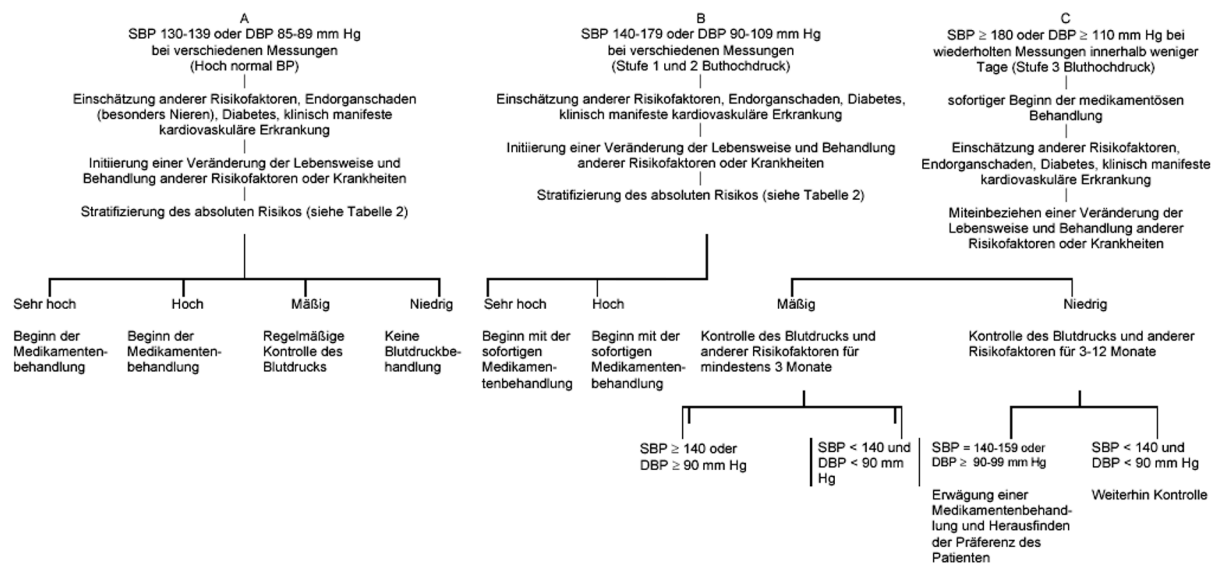 A
SBP 130-139 oder DBP 85-89 mm Hg
bei verschiedenen Messungen
(Hoch normal BP)
Einschätzung anderer Risikofaktoren, Endorganschaden
(besonders Nieren), Diabetes, klinisch manifeste
kardiovaskuläre Erkrankung
Initiierung einer Veränderung der Lebensweise und
Behandlung anderer Risikofaktoren oder Krankheiten
Stratifizierung des absoluten Risikos (siehe Tabelle 2)
Sehr hoch
Beginn der
Medikamenten-
behandlung
Hoch
Beginn der
Medikamenten-
behandlung
Mäßig
Regelmäßige
Kontrolle des
Blutdrucks
Niedrig
Keine
Blutdruckbe-
handlung
B
SBP 140-179 oder DBP 90-109 mm Hg
bei verschiedenen Messungen
(Stufe 1 und 2 Buthochdruck)
Einschätzung anderer Risikofaktoren, Endorganschaden, Diabetes,
klinisch manifeste kardiovaskuläre Erkrankung
Initiierung einer Veränderung der Lebensweise und Behandlung
anderer Risikofaktoren oder Krankheiten
Stratifizierung des absoluten Risikos (siehe Tabelle 2)
Sehr hoch
Beginn mit der
sofortigen
Medikam-
entenbehandlung
Hoch
Beginn mit der
sofortigen
Medikamenten-
behandlung
Mäßig
Kontrolle des Blutdrucks und
anderer Risikofaktoren für
mindestens 3 Monate
SBP ≥ 140 oder
DBP ≥ 90 mm Hg
SBP < 140 und
DBP < 90 mm
Hg
Niedrig
Kontrolle des Blutdrucks und anderer
Risikofaktoren für 3-12 Monate
SBP = 140-159 oder
DBP ≥ 90-99 mm Hg
Erwägung einer
Medikamentenbehand-
lung und Herausfinden
der Präferenz des
Patienten
SBP < 140 und
DBP < 90 mm Hg
Weiterhin Kontrolle
C
SBP ≥ 180 oder DBP ≥ 110 mm Hg bei
wiederholten Messungen innerhalb weniger
Tage (Stufe 3 Bluthochdruck)
sofortiger Beginn der medikamentösen
Behandlung
Einschätzung anderer Risikofaktoren,
Endorganschaden, Diabetes, klinisch manifeste
kardiovaskuläre Erkrankung
Miteinbeziehen einer Veränderung der
Lebensweise und Behandlung anderer
Risikofaktoren oder Krankheiten